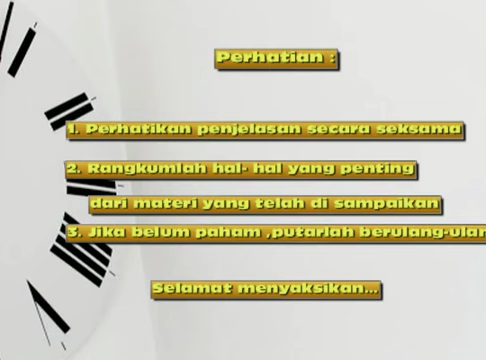 Perhatian :
1. Perhatikan penjelasan secara seksama
2. Rangkumlah hal- hal yang penting
dari materi yang telah di sampaikan
3. Jika belum paham ,putarlah berulang-ulan
Selamat menyaksikan...